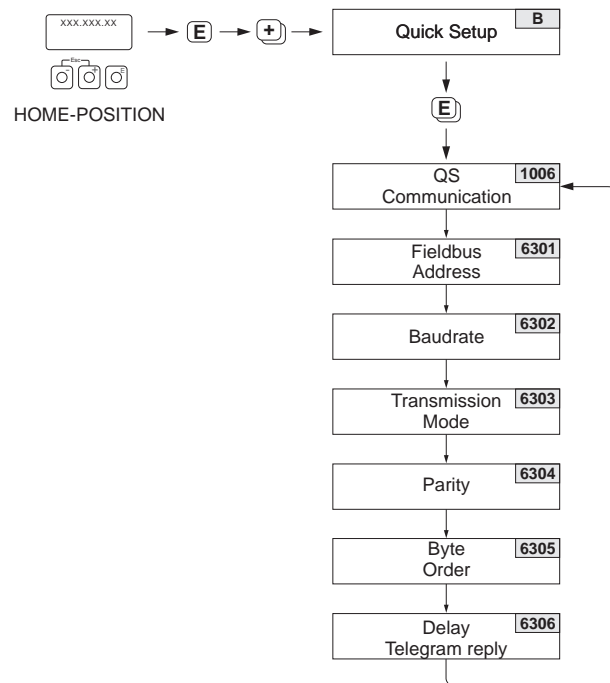 XXX.XXX.XX
E
+
Quick Setup
B
Esc
-
+
E
HOME-POSITION
E
QS
Communication
1006
Fieldbus
Address
6301
Baudrate
6302
Transmission
Mode
6303
Parity
6304
Byte
Order
6305
Delay
Telegram reply
6306